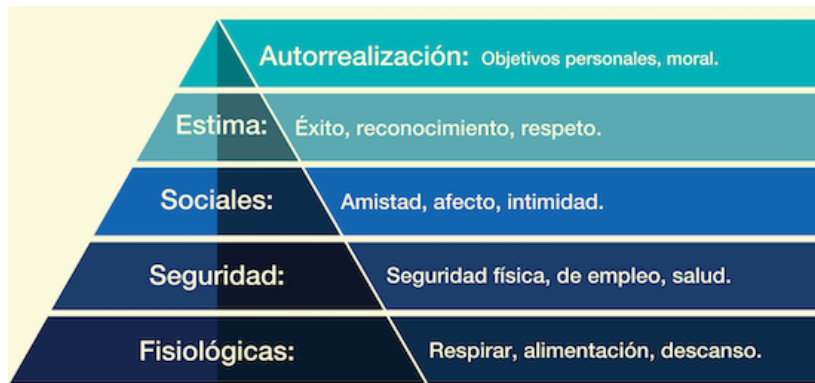 Autorrealización: Objetivos personales, moral.
Estima: Éxito, reconocimiento, respeto.
Sociales: Amistad, afecto, intimidad.
Seguridad: Seguridad física, de empleo, salud.
Fisiológicas: Respirar, alimentación, descanso.